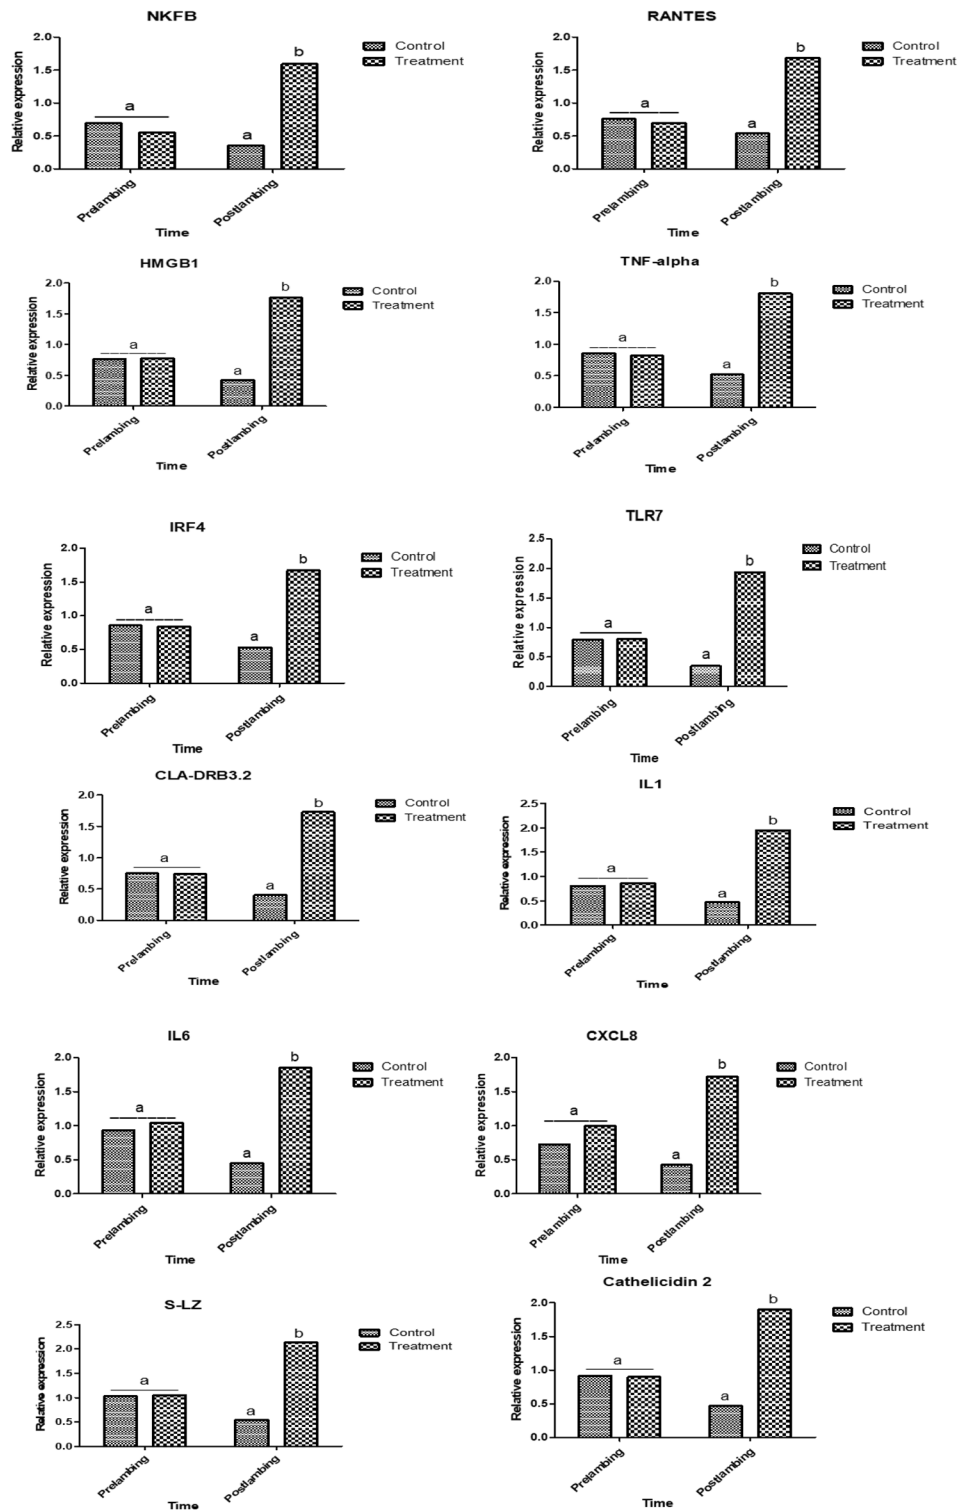 NKFB
2.0
1.5
1.0
0.5
0.0
Relative expression
a
a
b
Control
Treatment
Prelambing
Postlambing
Time
RANTES
2.0
1.5
1.0
0.5
0.0
Relative expression
a
a
b
Control
Treatment
Prelambing
Postlambing
Time
HMGB1
2.0
1.5
1.0
0.5
0.0
Relative expression
a
a
b
Control
Treatment
Prelambing
Postlambing
Time
TNF-alpha
2.0
1.5
1.0
0.5
0.0
Relative expression
a
a
b
Control
Treatment
Prelambing
Postlambing
Time
IRF4
2.0
1.5
1.0
0.5
0.0
Relative expression
a
a
b
Control
Treatment
Prelambing
Postlambing
Time
TLR7
2.5
2.0
1.5
1.0
0.5
0.0
Relative expression
a
a
b
Control
Treatment
Prelambing
Postlambing
Time
CLA-DRB3.2
2.0
1.5
1.0
0.5
0.0
Relative expression
a
a
b
Control
Treatment
Prelambing
Postlambing
Time
IL1
2.5
2.0
1.5
1.0
0.5
0.0
Relative expression
a
a
b
Control
Treatment
Prelambing
Postlambing
Time
IL6
2.0
1.5
1.0
0.5
0.0
Relative expression
a
a
b
Control
Treatment
Prelambing
Postlambing
Time
CXCL8
2.0
1.5
1.0
0.5
0.0
Relative expression
a
a
b
Control
Treatment
Prelambing
Postlambing
Time
S-LZ
2.5
2.0
1.5
1.0
0.5
0.0
Relative expression
a
a
b
Control
Treatment
Prelambing
Postlambing
Time
Cathelicidin 2
2.0
1.5
1.0
0.5
0.0
Relative expression
a
a
b
Control
Treatment
Prelambing
Postlambing
Time